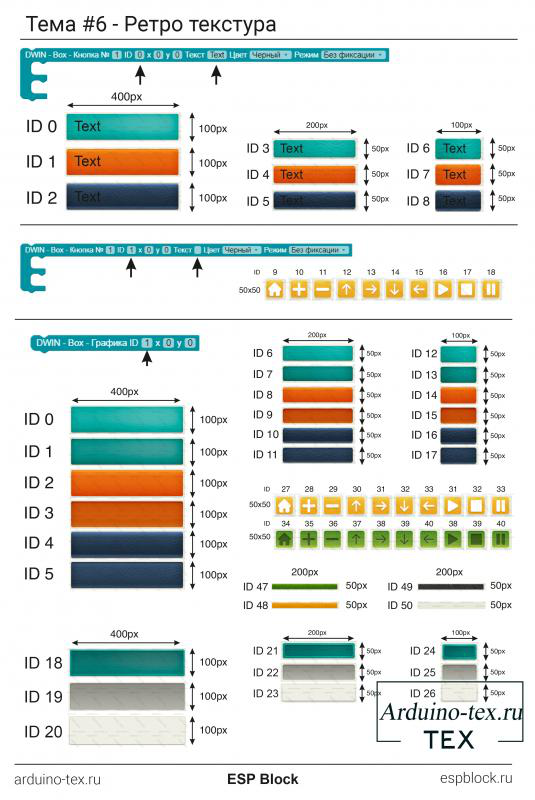 Тема #6 - Ретро текстура
DWIN - Box - Кнопка № 1 ID 0 x 0 y 0 Текст Text Цвет Черный Режим Без фиксации
400px
ID 0 Text 100px
ID 1 Text 100px
ID 2 Text 100px
200px
ID 3 Text 50px
ID 4 Text 50px
ID 5 Text 50px
100px
ID 6 Text 50px
ID 7 Text 50px
ID 8 Text 50px
DWIN - Box - Кнопка № 1 ID 1 x 0 y 0 Текст Цвет Черный Режим Без фиксации
ID 9 10 11 12 13 14 15 16 17 18
50x50
DWIN - Box - Графика ID 1 x 0 y 0
400px
ID 0 100px
ID 1 100px
ID 2 100px
ID 3 100px
ID 4 100px
ID 5 100px
200px
ID 6 50px
ID 7 50px
ID 8 50px
ID 9 50px
ID 10 50px
ID 11 50px
100px
ID 12 50px
ID 13 50px
ID 14 50px
ID 15 50px
ID 16 50px
ID 17 50px
ID 27 28 29 30 31 32 33 31 32 33
50x50
ID 34 35 36 37 38 39 40 38 39 40
50x50
200px
ID 47 50px
ID 48 50px
200px
ID 49 50px
ID 50 50px
400px
ID 18 100px
ID 19 100px
ID 20 100px
200px
ID 21 50px
ID 22 50px
ID 23 50px
100px
ID 24 50px
ID 25 50px
ID 26 50px
Arduino-tex.ru
TEX
arduino-tex.ru
ESP Block
espblock.ru